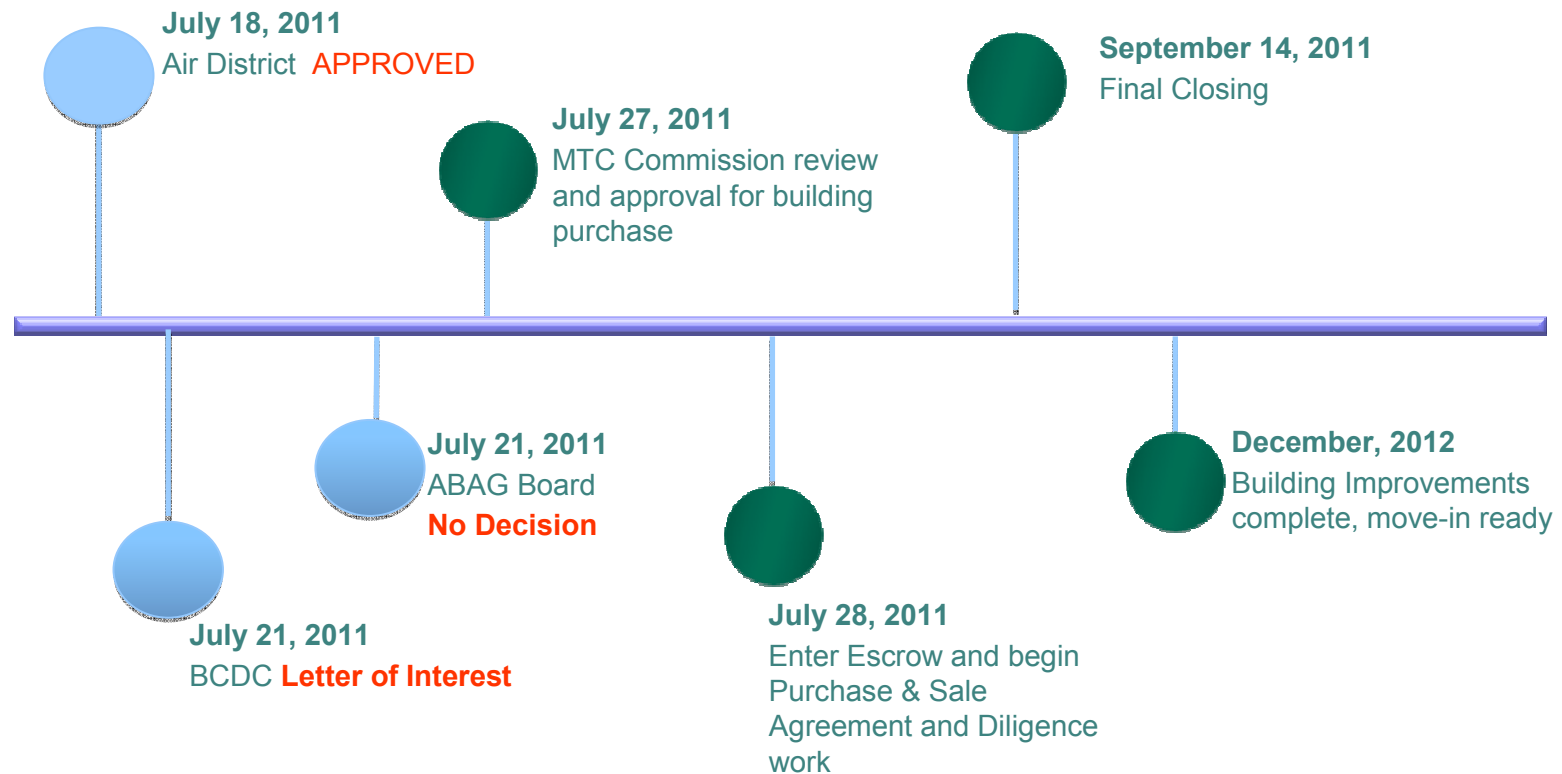 July 18, 2011
Air District APPROVED
July 27, 2011
MTC Commission review
and approval for building
purchase
September 14, 2011
Final Closing
July 21, 2011
BCDC Letter of Interest
July 21, 2011
ABAG Board
No Decision
July 28, 2011
Enter Escrow and begin
Purchase & Sale
Agreement and Diligence
work
December, 2012
Building Improvements
complete, move-in ready